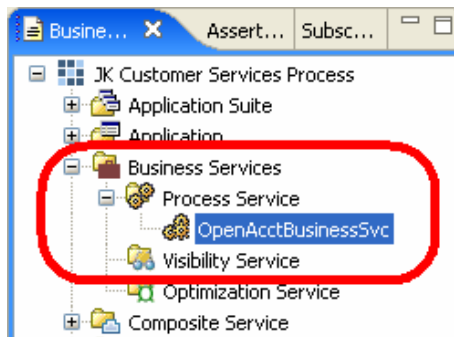 Busine... Assert... Subsc...
JK Customer Services Process
Application Suite
Application
Business Services
Process Service
OpenAcctBusinessSvc
Visibility Service
Optimization Service
Composite Service